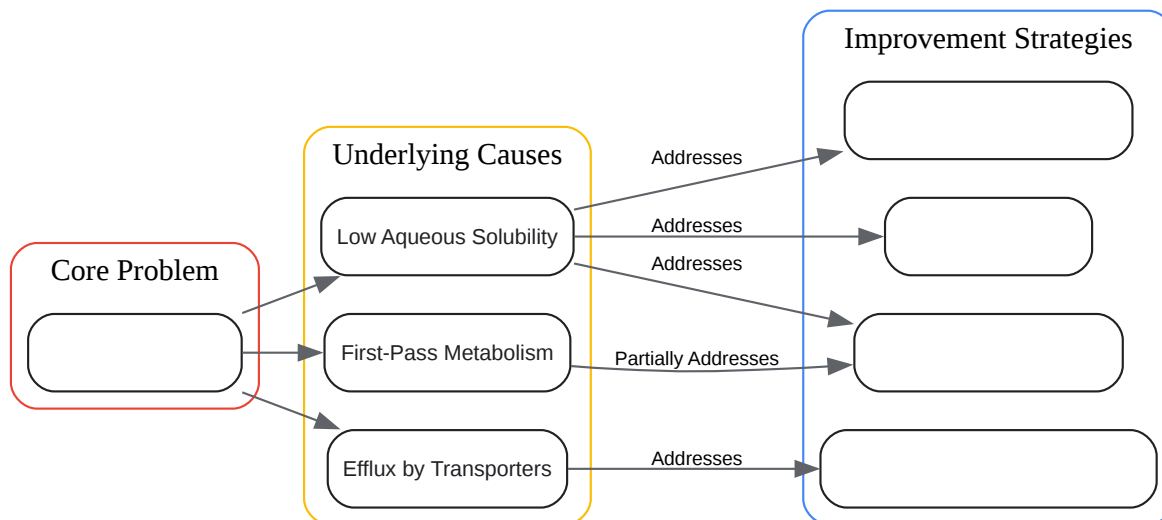 Improvement Strategies
Underlying Causes
Addresses
Low Aqueous Solubility
Addresses
Core Problem
Addresses
First-Pass Metabolism
Partially Addresses
Efflux by Transporters
Addresses